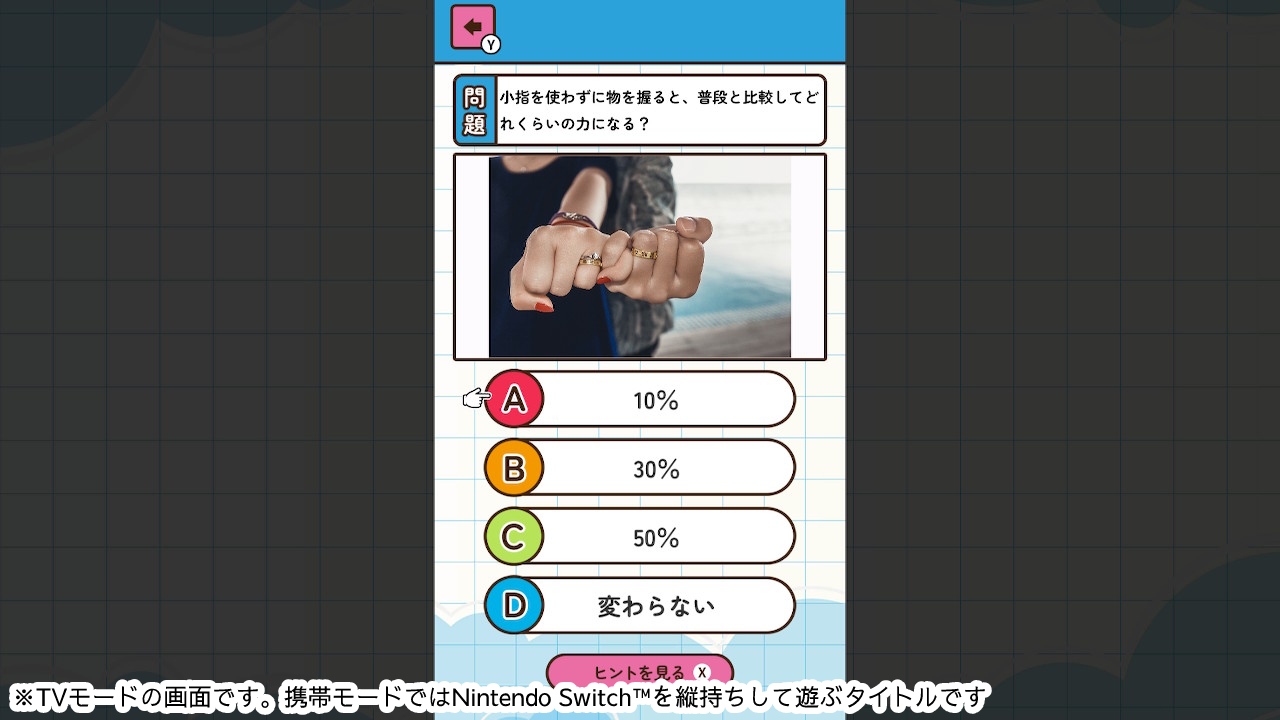 Y
問題
小指を使わずに物を握ると、普段と比較してど
れくらいの力になる？
A 10%
B 30%
C 50%
D 変わらない
ヒントを見る X
※TVモードの画面です。携帯モードではNintendo Switch™を縦持ちして遊ぶタイトルです